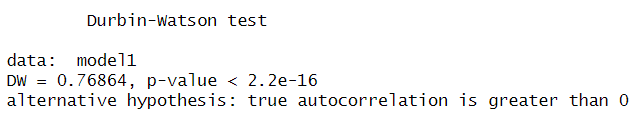 Durbin-Watson test
data:  model1
DW = 0.76864, p-value < 2.2e-16
alternative hypothesis: true autocorrelation is greater than 0